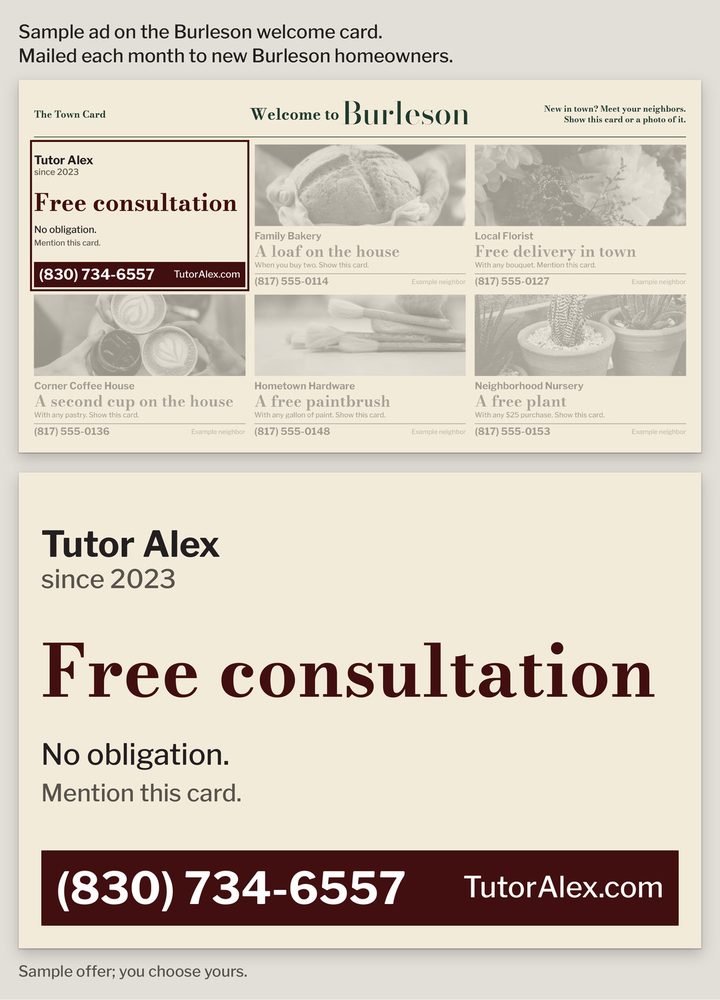 Sample ad on the Burleson welcome card.
Mailed each month to new Burleson homeowners.
The Town Card
Welcome to Burleson
New in town? Meet your neighbors.
Show this card or a photo of it.
Tutor Alex
since 2023
Free consultation
No obligation.
Mention this card.
(830) 734-6557 TutorAlex.com
Family Bakery
A loaf on the house
When you buy two. Show this card.
(817) 555-0114 Example neighbor
Local Florist
Free delivery in town
With any bouquet. Mention this card.
(817) 555-0127 Example neighbor
Corner Coffee House
A second cup on the house
With any pastry. Show this card.
(817) 555-0136 Example neighbor
Hometown Hardware
A free paintbrush
With any gallon of paint. Show this card.
(817) 555-0148 Example neighbor
Neighborhood Nursery
A free plant
With any $25 purchase. Show this card.
(817) 555-0153 Example neighbor
Tutor Alex
since 2023
Free consultation
No obligation.
Mention this card.
(830) 734-6557 TutorAlex.com
Sample offer; you choose yours.